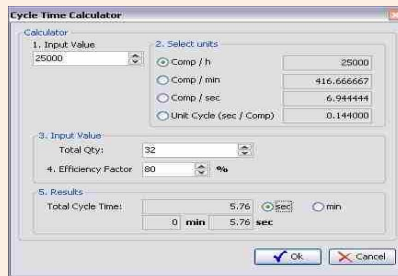 Cycle Time Calculator
Calculator
1. Input Value
25000
2. Select units
Comp / h 25000
Comp / min 416.666667
Comp / sec 6.944444
Unit Cycle (sec / Comp) 0.144000
3. Input Value
Total Qty: 32
4. Efficiency Factor 80 %
5. Results
Total Cycle Time: 5.76 sec min
0 min 5.76 sec
Ok Cancel